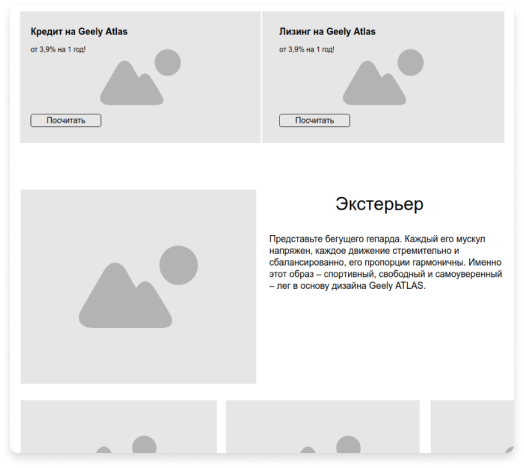 Кредит на Geely Atlas
от 3,9% на 1 год!
Посчитать
Лизинг на Geely Atlas
от 3,9% на 1 год!
Посчитать
Экстерьер
Представьте бегущего гепарда. Каждый его мускул
напряжен, каждое движение стремительно и
сбалансированно, его пропорции гармоничны. Именно
этот образ – спортивный, свободный и самоуверенный
– лег в основу дизайна Geely ATLAS.